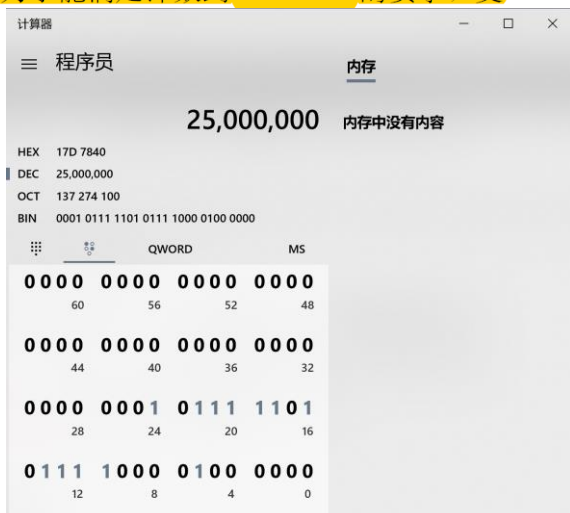 计算器
程序员
内存
25,000,000
内存中没有内容
HEX 17D 7840
DEC 25,000,000
OCT 137 274 100
BIN 0001 0111 1101 0111 1000 0100 0000
QWORD MS
0000 0000 0000 0000
60 56 52 48
0000 0000 0000 0000
44 40 36 32
0000 0001 0111 1101
28 24 20 16
0111 1000 0100 0000
12 8 4 0